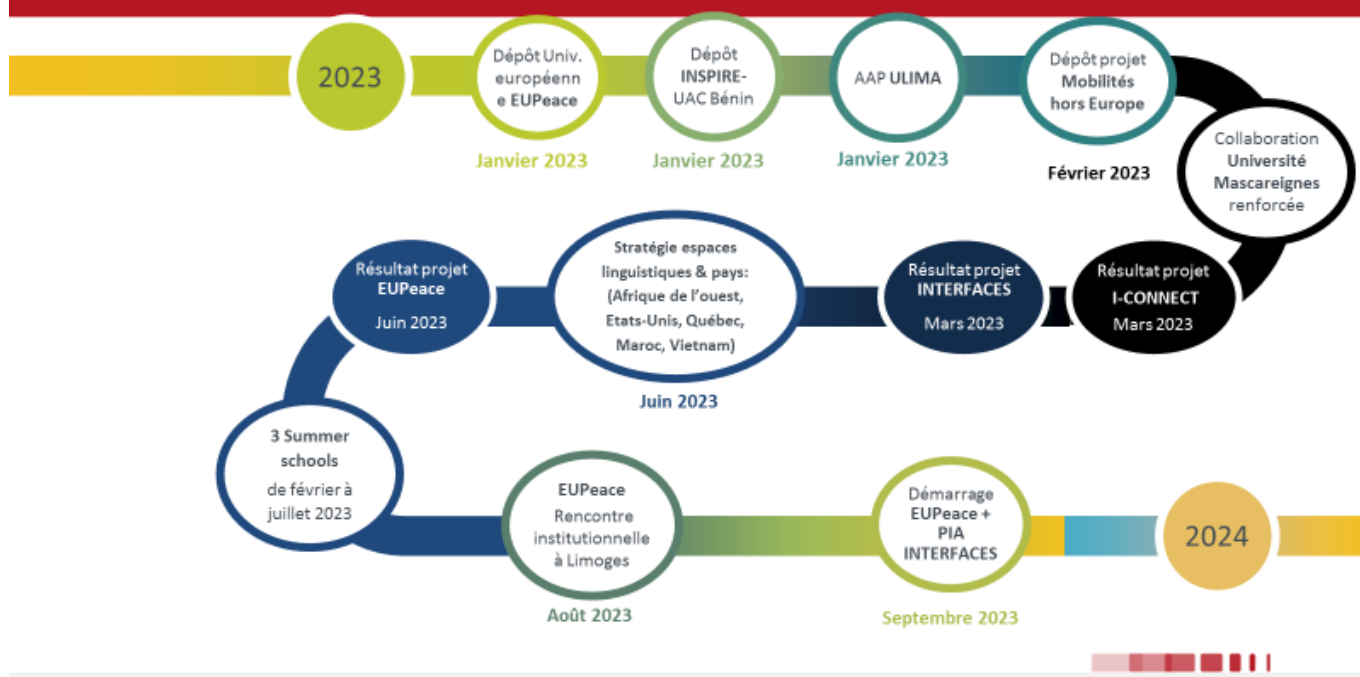 2023
Dépôt Univ.
européenn
e EUPeace
Janvier 2023
Dépôt
INSPIRE-
UAC Bénin
Janvier 2023
AAP ULIMA
Janvier 2023
Dépôt projet
Mobilités
hors Europe
Février 2023
Collaboration
Université
Mascareignes
renforcée
Résultat projet
I-CONNECT
Mars 2023
Résultat projet
INTERFACES
Mars 2023
Stratégie espaces
linguistiques & pays:
(Afrique de l’ouest,
Etats-Unis, Québec,
Maroc, Vietnam)
Juin 2023
Résultat projet
EUPeace
Juin 2023
3 Summer
schools
de février à
juillet 2023
EUPeace
Rencontre
institutionnelle
à Limoges
Août 2023
Démarrage
EUPeace +
PIA
INTERFACES
Septembre 2023
2024